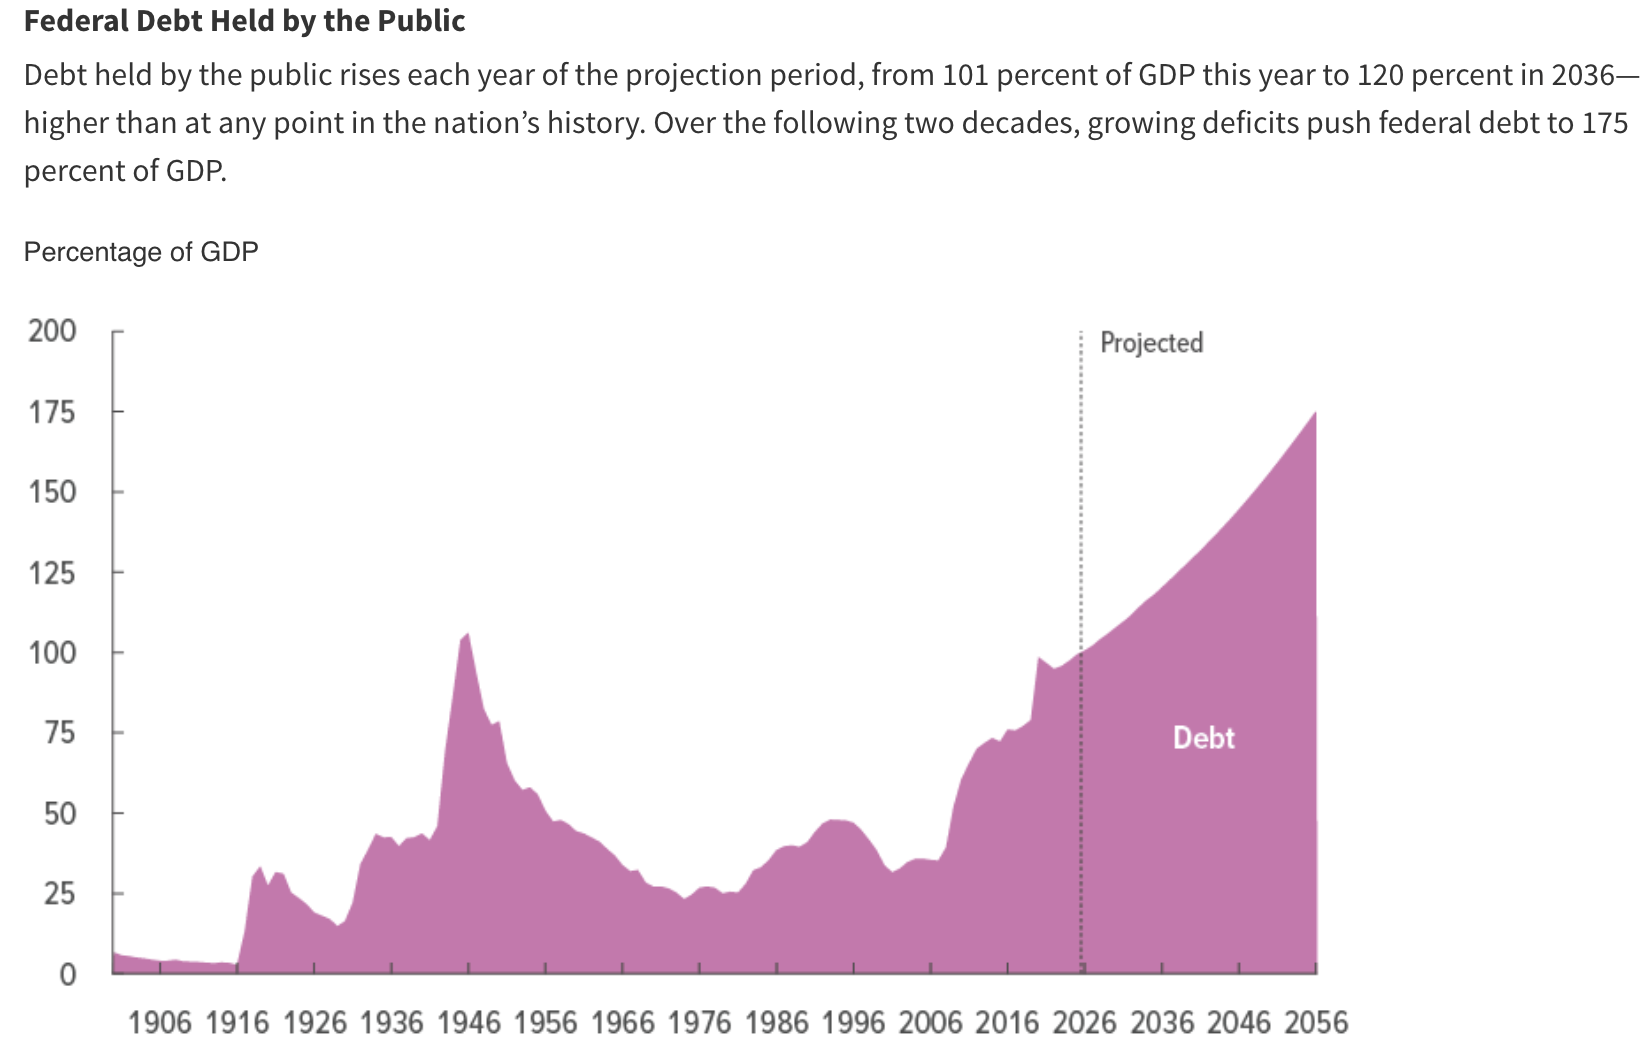 Federal Debt Held by the Public
Debt held by the public rises each year of the projection period, from 101 percent of GDP this year to 120 percent in 2036—
higher than at any point in the nation’s history. Over the following two decades, growing deficits push federal debt to 175
percent of GDP.
Percentage of GDP
200
Projected
175
150
125
100
75
Debt
50
25
0
1906 1916 1926 1936 1946 1956 1966 1976 1986 1996 2006 2016 2026 2036 2046 2056